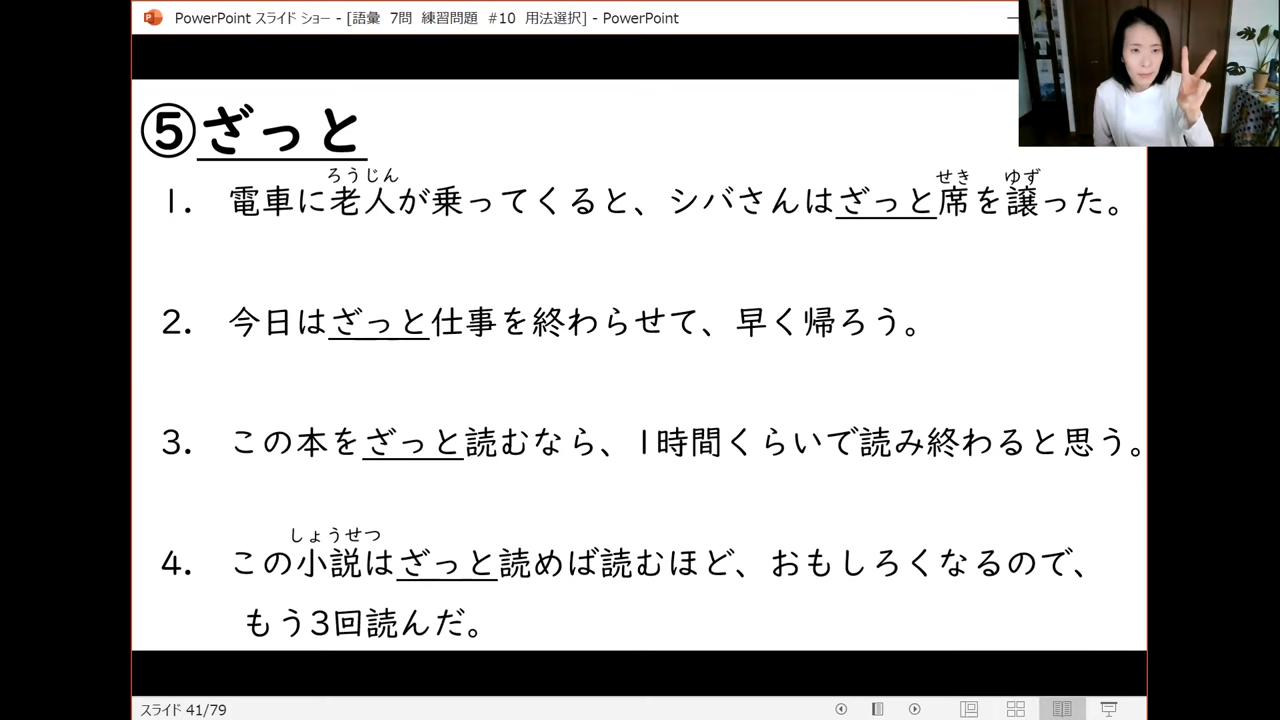 PowerPoint スライド ショー - [語彙 7問 練習問題 #10 用法選択] - PowerPoint
⑤ざっと
ろうじん せき ゆず
1. 電車に老人が乗ってくると、シバさんはざっと席を譲った。
2. 今日はざっと仕事を終わらせて、早く帰ろう。
3. この本をざっと読むなら、1時間くらいで読み終わると思う。
しょうせつ
4. この小説はざっと読めば読むほど、おもしろくなるので、
もう3回読んだ。
スライド 41/79